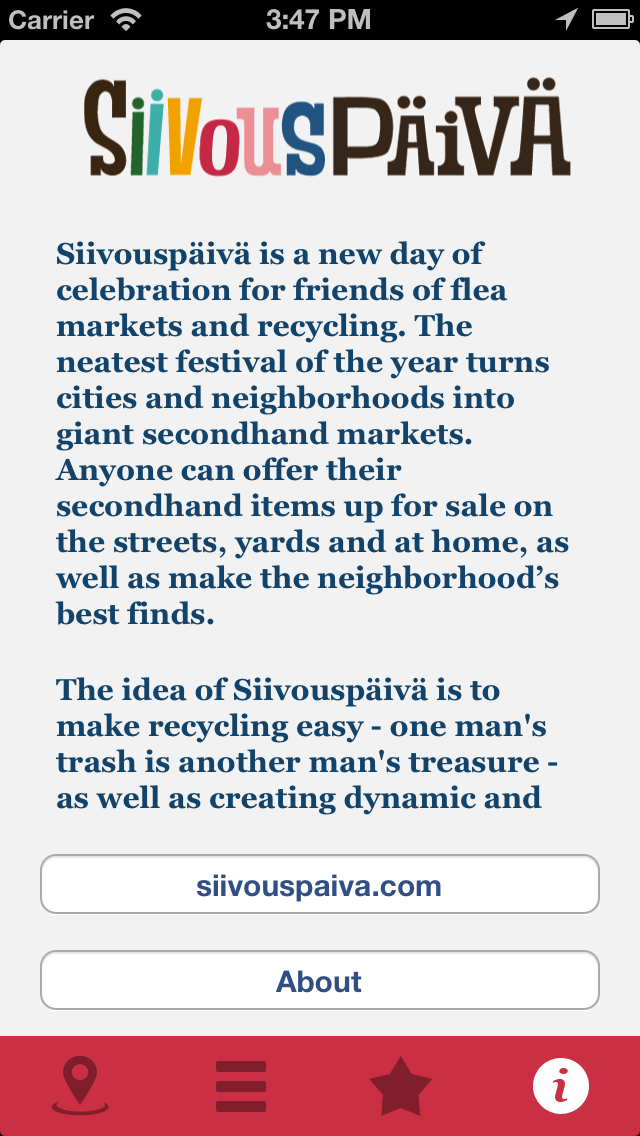 Carrier 3:47 PM
SiiVousPÄiVÄ
Siivouspäivä is a new day of
celebration for friends of flea
markets and recycling. The
neatest festival of the year turns
cities and neighborhoods into
giant secondhand markets.
Anyone can offer their
secondhand items up for sale on
the streets, yards and at home, as
well as make the neighborhood’s
best finds.
The idea of Siivouspäivä is to
make recycling easy - one man's
trash is another man's treasure -
as well as creating dynamic and
siivouspaiva.com
About
i